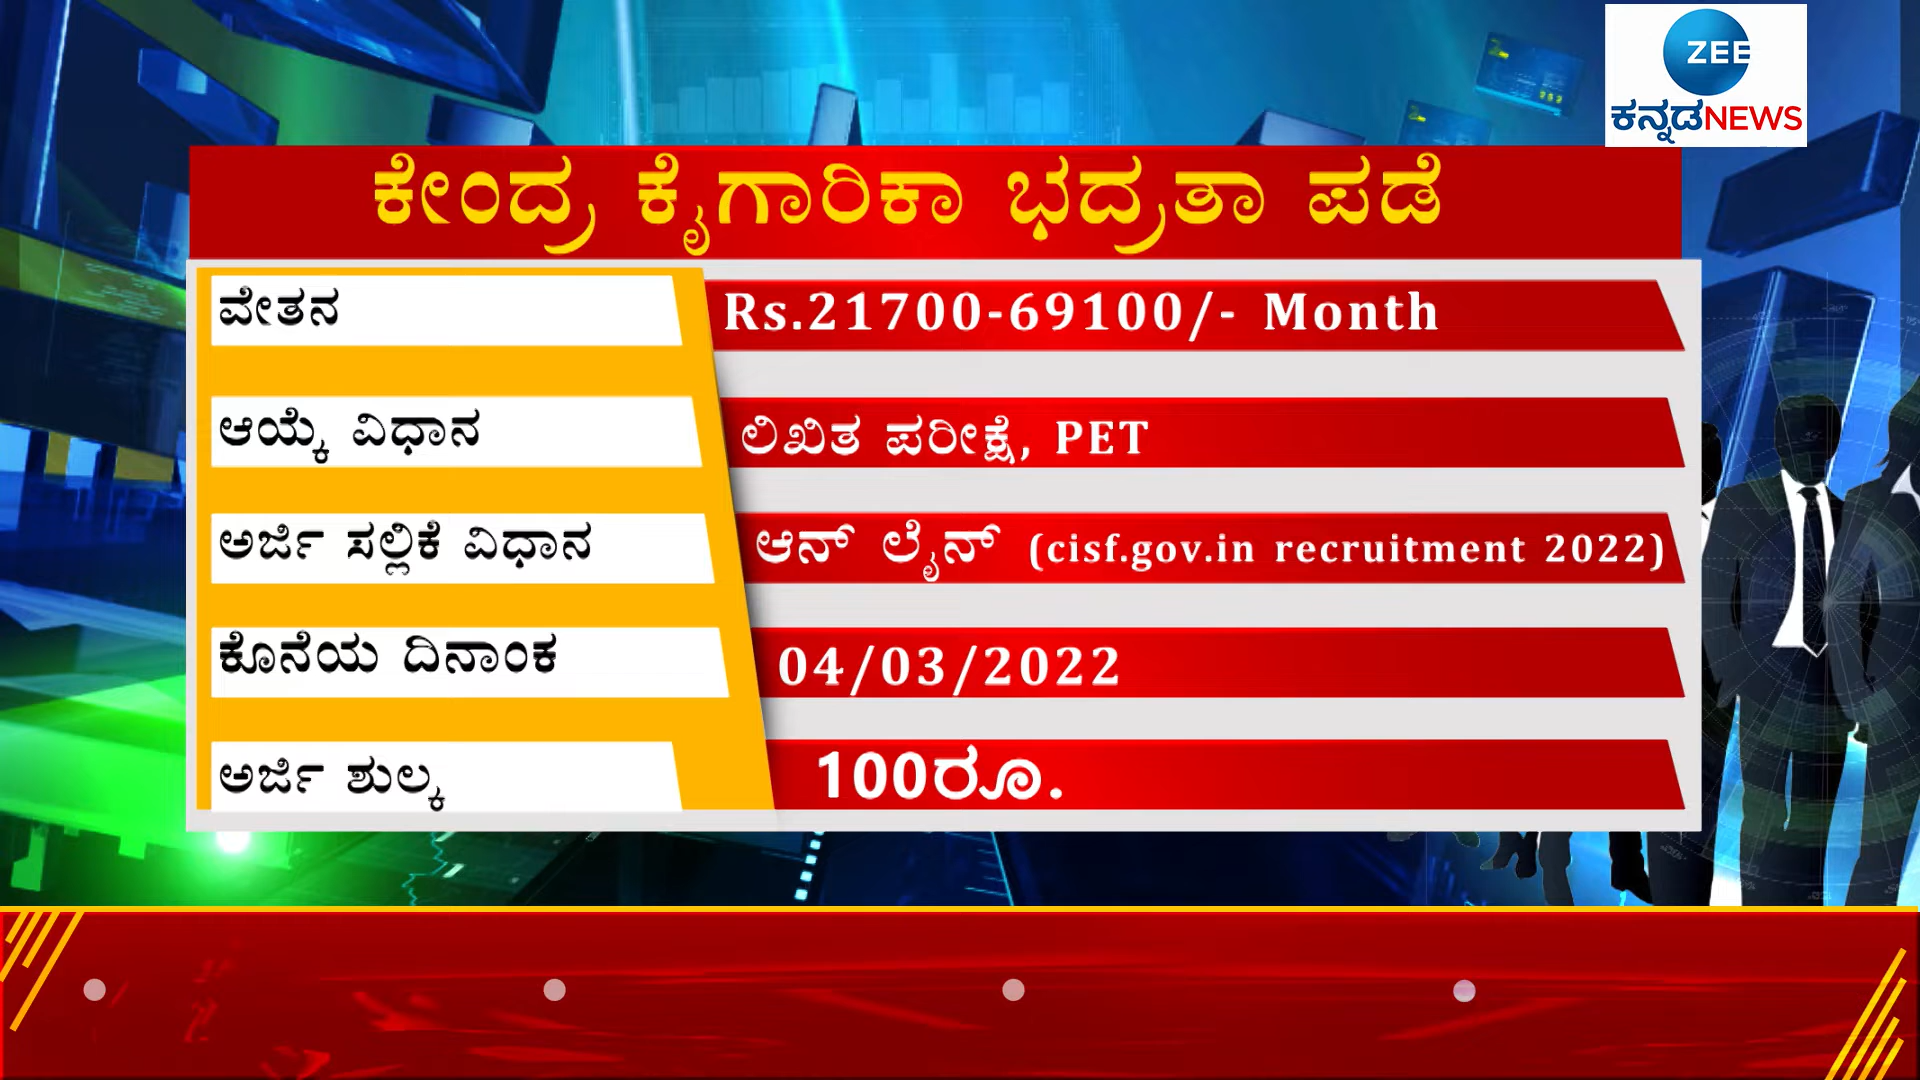 ZEE
ಕನ್ನಡNEWS
ಕೇಂದ್ರ ಕೈಗಾರಿಕಾ ಭದ್ರತಾ ಪಡೆ
ವೇತನ Rs.21700-69100/- Month
ಆಯ್ಕೆ ವಿಧಾನ ಲಿಖಿತ ಪರೀಕ್ಷೆ, PET
ಅರ್ಜಿ ಸಲ್ಲಿಕೆ ವಿಧಾನ ಆನ್ ಲೈನ್ (cisf.gov.in recruitment 2022)
ಕೊನೆಯ ದಿನಾಂಕ 04/03/2022
ಅರ್ಜಿ ಶುಲ್ಕ 100ರೂ.